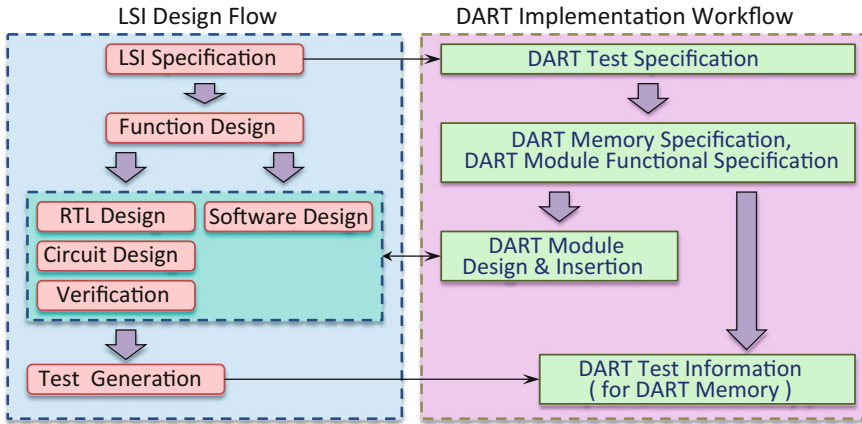 LSI Design Flow
DART Implementation Workflow
LSI Specification
DART Test Specification
Function Design
DART Memory Specification,
DART Module Functional Specification
RTL Design
Software Design
Circuit Design
Verification
DART Module
Design & Insertion
Test Generation
DART Test Information
( for DART Memory )